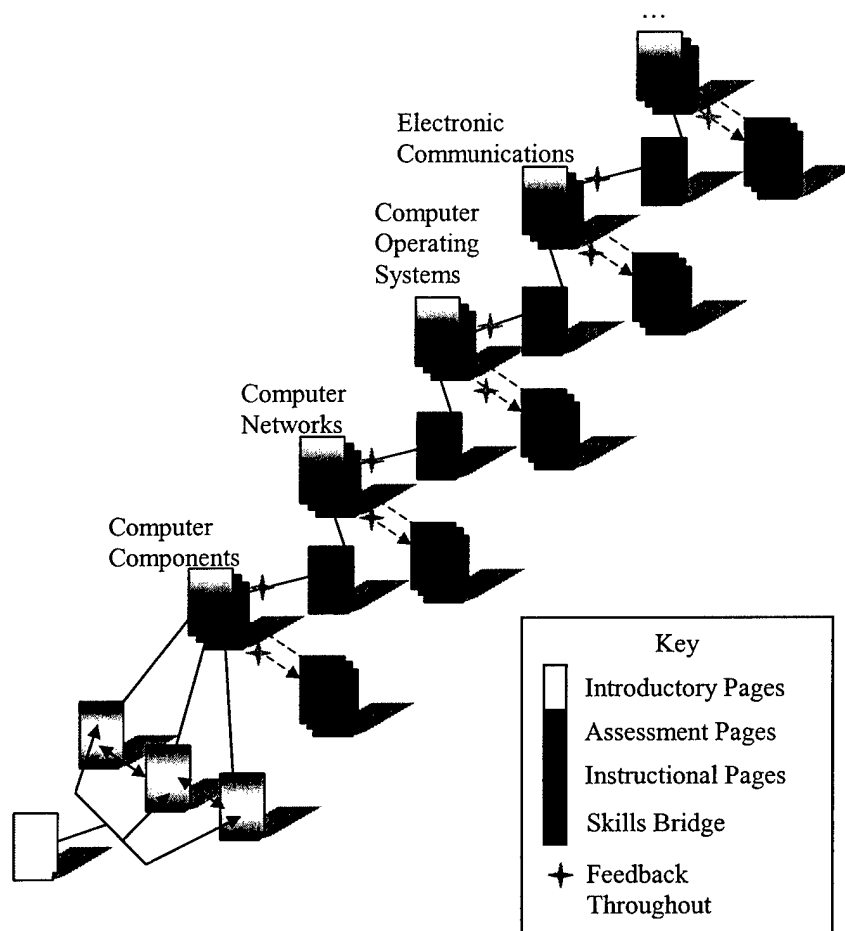 ...
Electronic
Communications
Computer
Operating
Systems
Computer
Networks
Computer
Components
Key
Introductory Pages
Assessment Pages
Instructional Pages
Skills Bridge
Feedback
Throughout